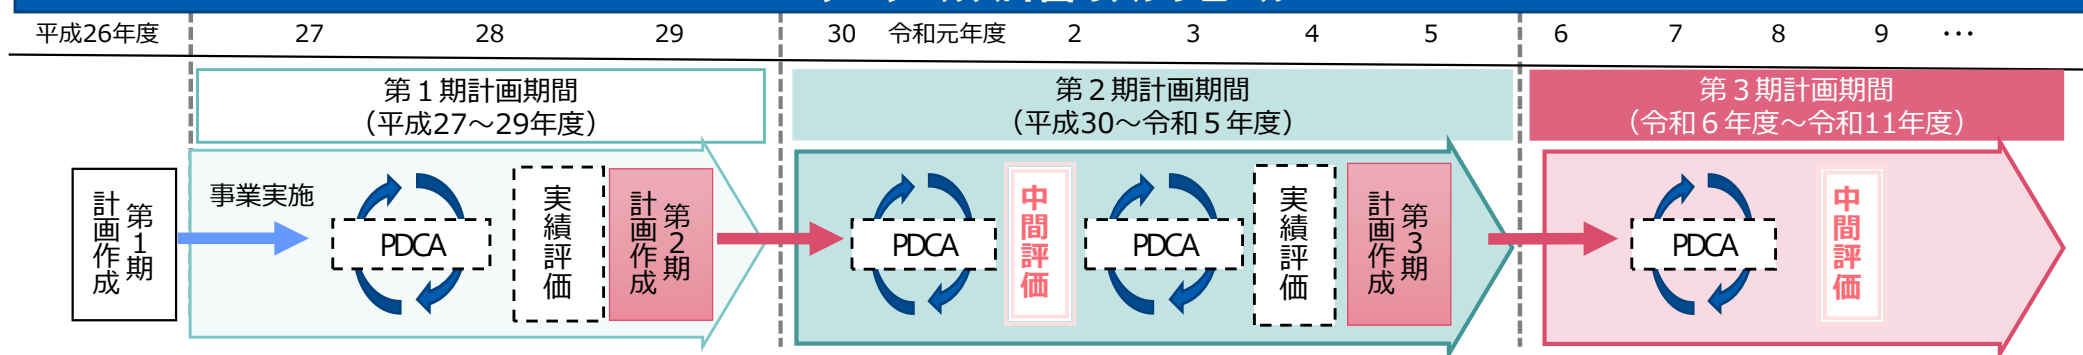 平成26年度 27 28 29 30 令和元年度 2 3 4 5 6 7 8 9 ・・・
第１期計画期間
（平成27～29年度）
第２期計画期間
（平成30～令和５年度）
第３期計画期間
（令和６年度～令和11年度）
第１期
計画作成
事業実施
PDCA
実績評価
第２期
計画作成
PDCA
中間評価
PDCA
実績評価
第３期
計画作成
PDCA
中間評価